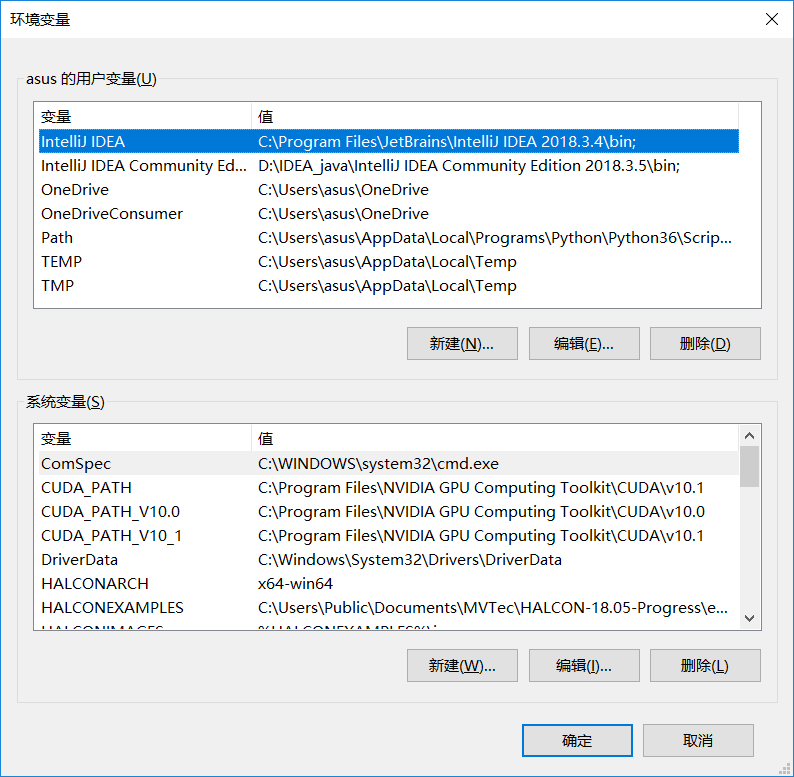 环境变量
asus 的用户变量(U)
变量 值
IntelliJ IDEA C:\Program Files\JetBrains\IntelliJ IDEA 2018.3.4\bin;
IntelliJ IDEA Community Ed... D:\IDEA_java\IntelliJ IDEA Community Edition 2018.3.5\bin;
OneDrive C:\Users\asus\OneDrive
OneDriveConsumer C:\Users\asus\OneDrive
Path C:\Users\asus\AppData\Local\Programs\Python\Python36\Scrip...
TEMP C:\Users\asus\AppData\Local\Temp
TMP C:\Users\asus\AppData\Local\Temp
新建(N)... 编辑(E)... 删除(D)
系统变量(S)
变量 值
ComSpec C:\WINDOWS\system32\cmd.exe
CUDA_PATH C:\Program Files\NVIDIA GPU Computing Toolkit\CUDA\v10.1
CUDA_PATH_V10.0 C:\Program Files\NVIDIA GPU Computing Toolkit\CUDA\v10.0
CUDA_PATH_V10_1 C:\Program Files\NVIDIA GPU Computing Toolkit\CUDA\v10.1
DriverData C:\Windows\System32\Drivers\DriverData
HALCONARCH x64-win64
HALCONEXAMPLES C:\Users\Public\Documents\MVTec\HALCON-18.05-Progress\e...
HALCONIMAGES
新建(W)... 编辑(I)... 删除(L)
确定 取消